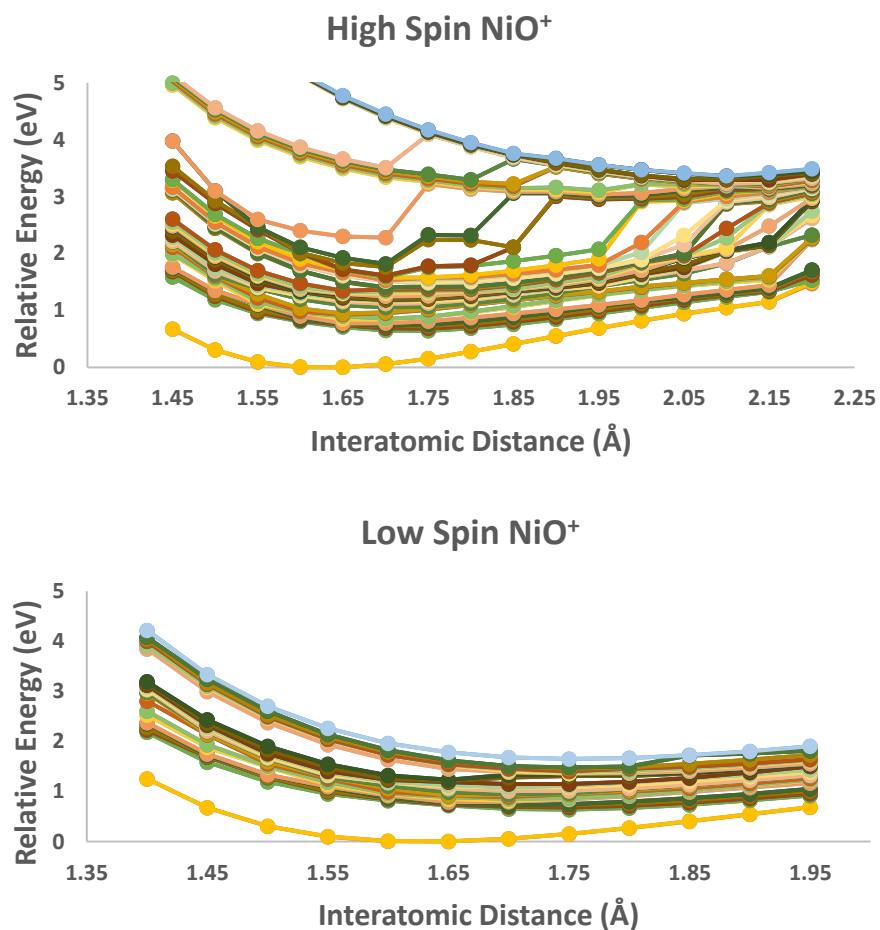 High Spin NiO⁺
5
4
3
2
1
0
Relative Energy (eV)
1.35 1.45 1.55 1.65 1.75 1.85 1.95 2.05 2.15 2.25
Interatomic Distance (Å)
Low Spin NiO⁺
5
4
3
2
1
0
Relative Energy (eV)
1.35 1.45 1.55 1.65 1.75 1.85 1.95
Interatomic Distance (Å)